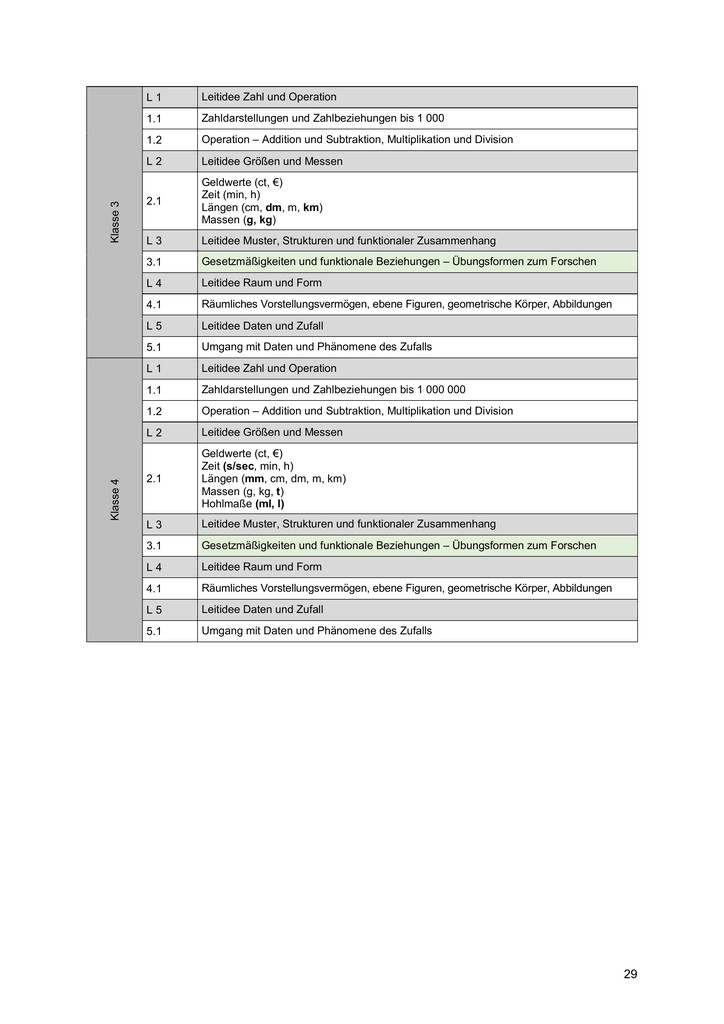 Klasse 3
L 1 Leitidee Zahl und Operation
1.1 Zahldarstellungen und Zahlbeziehungen bis 1 000
1.2 Operation – Addition und Subtraktion, Multiplikation und Division
L 2 Leitidee Größen und Messen
2.1 Geldwerte (ct, €)
Zeit (min, h)
Längen (cm, dm, m, km)
Massen (g, kg)
L 3 Leitidee Muster, Strukturen und funktionaler Zusammenhang
3.1 Gesetzmäßigkeiten und funktionale Beziehungen – Übungsformen zum Forschen
L 4 Leitidee Raum und Form
4.1 Räumliches Vorstellungsvermögen, ebene Figuren, geometrische Körper, Abbildungen
L 5 Leitidee Daten und Zufall
5.1 Umgang mit Daten und Phänomene des Zufalls
Klasse 4
L 1 Leitidee Zahl und Operation
1.1 Zahldarstellungen und Zahlbeziehungen bis 1 000 000
1.2 Operation – Addition und Subtraktion, Multiplikation und Division
L 2 Leitidee Größen und Messen
2.1 Geldwerte (ct, €)
Zeit (s/sec, min, h)
Längen (mm, cm, dm, m, km)
Massen (g, kg, t)
Hohlmaße (ml, l)
L 3 Leitidee Muster, Strukturen und funktionaler Zusammenhang
3.1 Gesetzmäßigkeiten und funktionale Beziehungen – Übungsformen zum Forschen
L 4 Leitidee Raum und Form
4.1 Räumliches Vorstellungsvermögen, ebene Figuren, geometrische Körper, Abbildungen
L 5 Leitidee Daten und Zufall
5.1 Umgang mit Daten und Phänomene des Zufalls
29